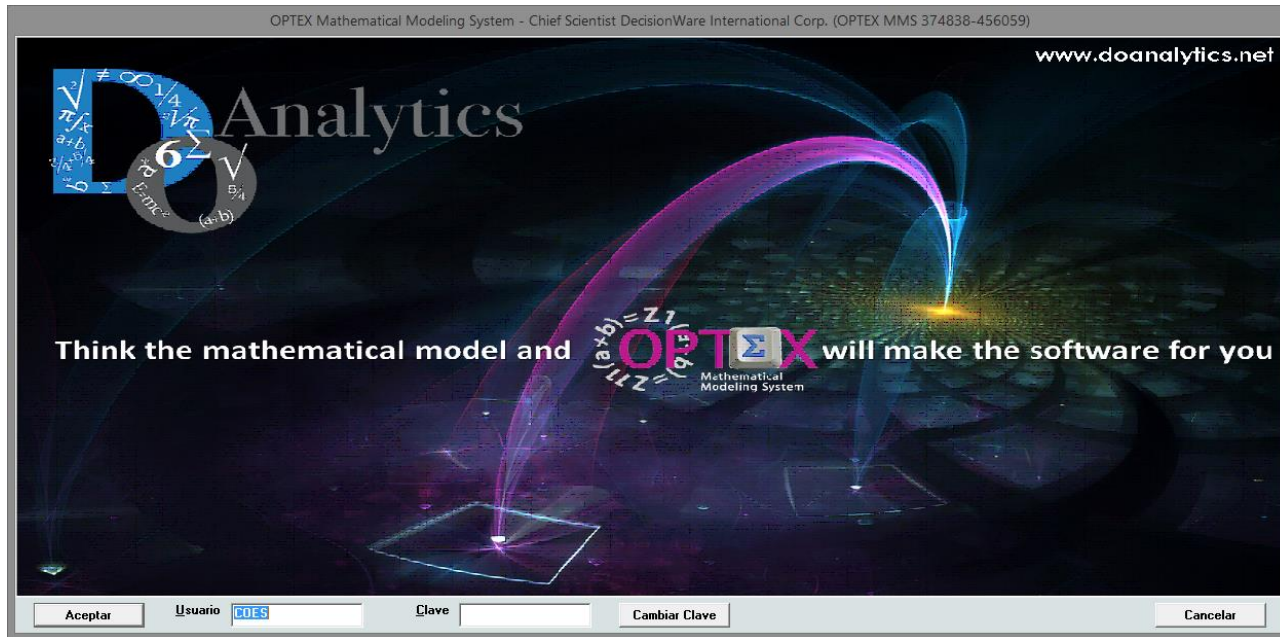 OPTEX Mathematical Modeling System - Chief Scientist DecisionWare International Corp. (OPTEX MMS 374838-456059)
www.doanalytics.net
DO Analytics
Think the mathematical model and OPTEX will make the software for you
Mathematical
Modeling System
Aceptar Usuario COES Clave Cambiar Clave Cancelar